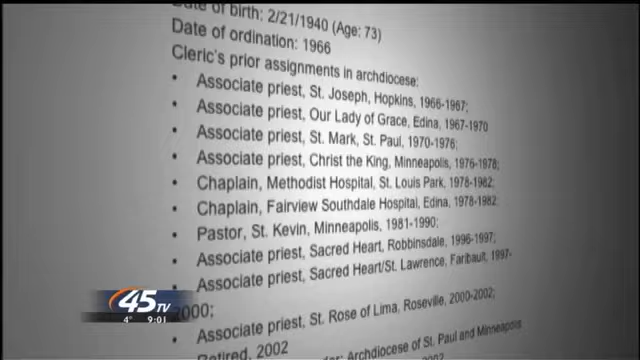 Date of birth: 2/21/1940 (Age: 73)
Date of ordination: 1966
Cleric's prior assignments in archdiocese:
• Associate priest, St. Joseph, Hopkins, 1966-1967;
• Associate priest, Our Lady of Grace, Edina, 1967-1970
• Associate priest, St. Mark, St. Paul, 1970-1976;
• Associate priest, Christ the King, Minneapolis, 1976-1978;
• Chaplain, Methodist Hospital, St. Louis Park, 1978-1982;
• Chaplain, Fairview Southdale Hospital, Edina, 1978-1982;
• Pastor, St. Kevin, Minneapolis, 1981-1990;
• Associate priest, Sacred Heart, Robbinsdale, 1996-1997;
• Associate priest, Sacred Heart/St. Lawrence, Faribault, 1997-
2000;
• Associate priest, St. Rose of Lima, Roseville, 2000-2002;
Retired, 2002
Archdiocese of St. Paul and Minneapolis
45TV
4° 9:01